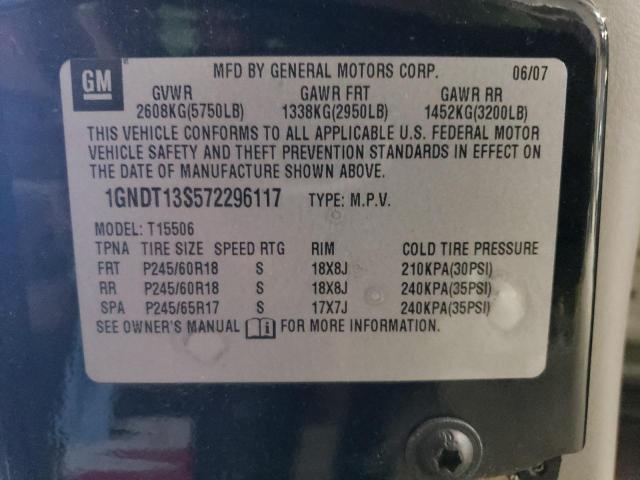 GM
MFD BY GENERAL MOTORS CORP. 06/07
GVWR GAWR FRT GAWR RR
2608KG(5750LB) 1338KG(2950LB) 1452KG(3200LB)
THIS VEHICLE CONFORMS TO ALL APPLICABLE U.S. FEDERAL MOTOR
VEHICLE SAFETY AND THEFT PREVENTION STANDARDS IN EFFECT ON
THE DATE OF MANUFACTURE SHOWN ABOVE.
1GNDT13S572296117 TYPE: M.P.V.
MODEL: T15506
TPNA TIRE SIZE SPEED RTG RIM COLD TIRE PRESSURE
FRT P245/60R18 S 18X8J 210KPA(30PSI)
RR P245/60R18 S 18X8J 240KPA(35PSI)
SPA P245/65R17 S 17X7J 240KPA(35PSI)
SEE OWNER'S MANUAL FOR MORE INFORMATION.